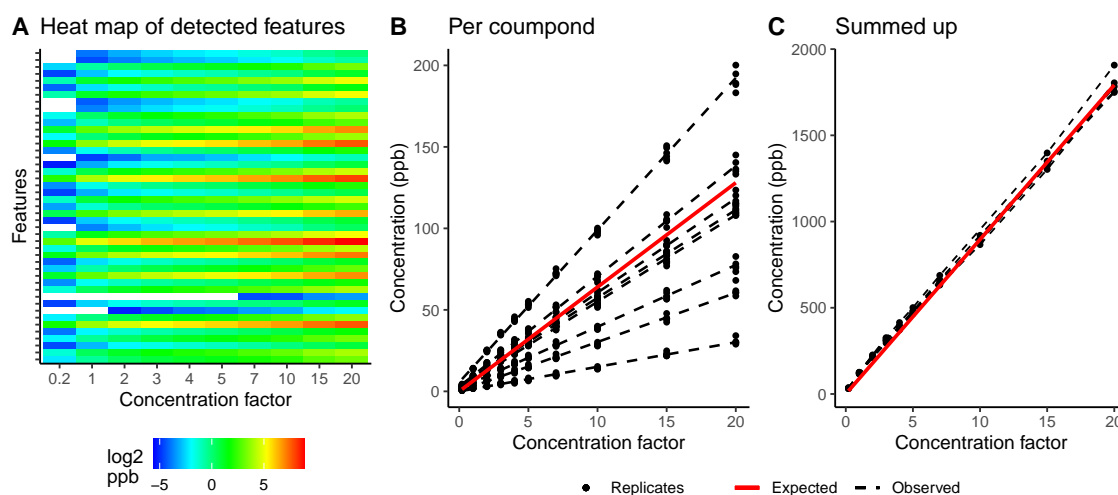 A Heat map of detected features
Features
0.2 1 2 3 4 5 7 10 15 20
Concentration factor
log2
ppb
−5 0 5
B Per coumpond
Concentration (ppb)
200
150
100
50
0
0 5 10 15 20
Concentration factor
C Summed up
Concentration (ppb)
2000
1500
1000
500
0
0 5 10 15 20
Concentration factor
Replicates Expected Observed